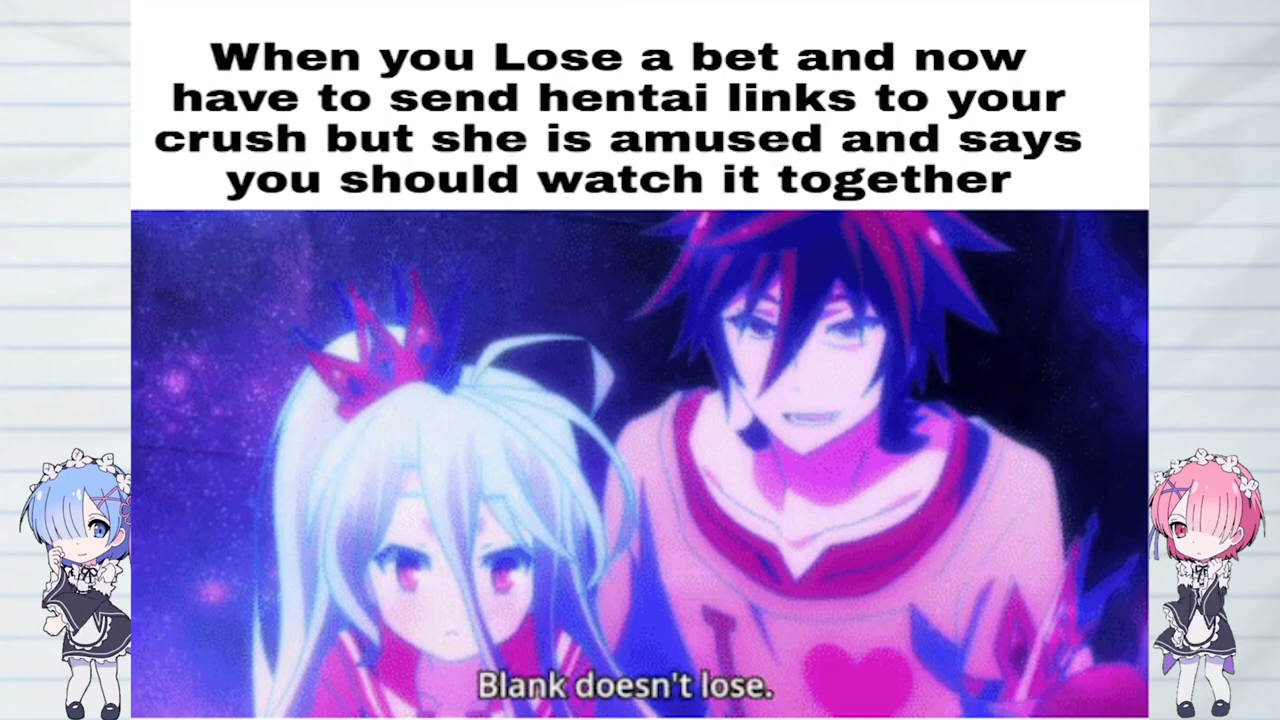 When you Lose a bet and now
have to send hentai links to your
crush but she is amused and says
you should watch it together
Blank doesn't lose.